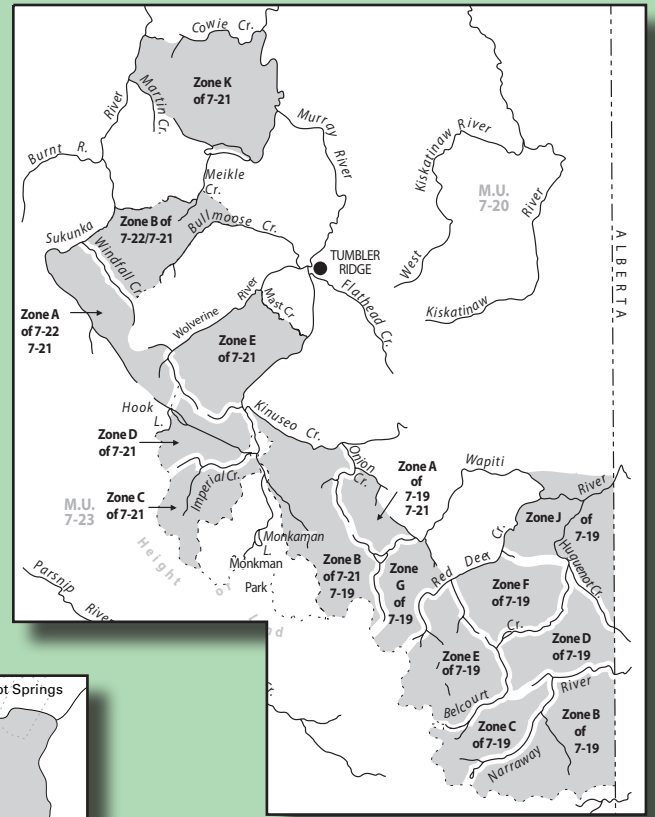 Cowie Cr.
Zone K
of 7-21
Martin Cr.
River
Murray River
Burnt R.
Meikle
Cr.
Kiskatinaw River
M.U.
7-20
River
West
Kiskatinaw
ALBERTA
Sukunka
Zone B of
7-22/7-21
Bullmoose Cr.
Windfall Cr.
TUMBLER
RIDGE
Flathead Cr.
Zone A
of 7-22
7-21
Wolverine River
Mast Cr
Zone E
of 7-21
Hook
L.
Kinuseo Cr.
Zone D
of 7-21
Onion
Cr.
Zone A
of
7-19
7-21
Wapiti
River
M.U.
7-23
Zone C
of 7-21
Imperial Cr.
Zone J of
7-19
Huguenot Cr.
Monkaman
L.
Monkman
Park
Height of Land
Zone B
of 7-21
7-19
Zone
G
of
7-19
Red Deer Cr.
Zone F
of 7-19
Parsnip River
Cr.
Zone D
of 7-19
Zone E
of 7-19
River
Belcourt
Zone C
of 7-19
Zone B
of
7-19
Narraway
ot Springs